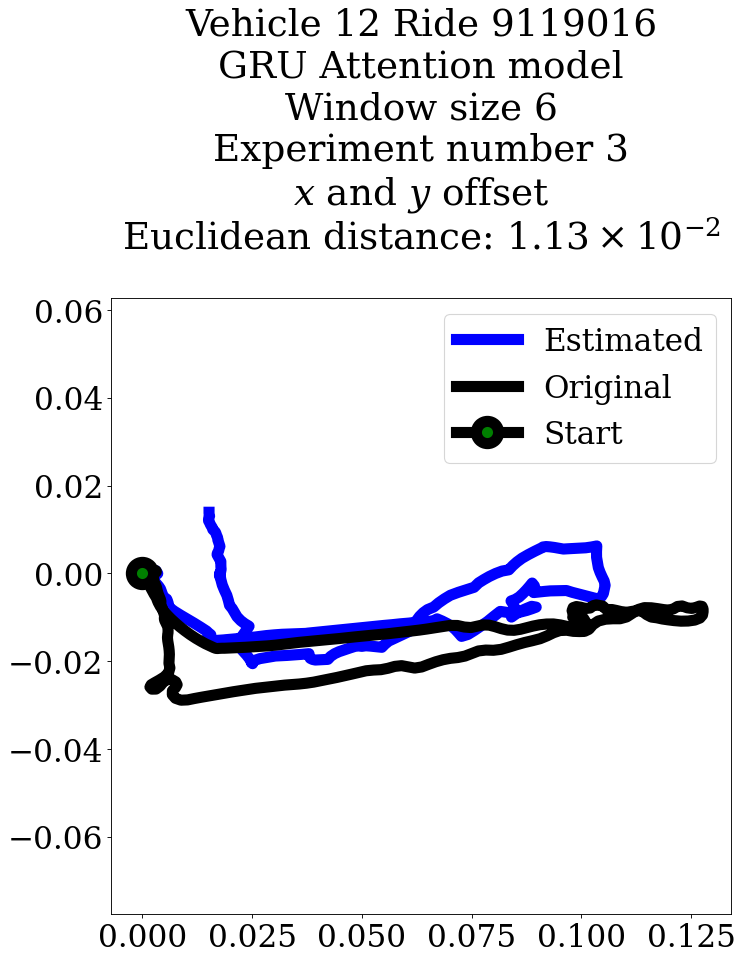 Vehicle 12 Ride 9119016
GRU Attention model
Window size 6
Experiment number 3
x and y offset
Euclidean distance: 1.13 × 10⁻²
Estimated
Original
Start
0.06
0.04
0.02
0.00
−0.02
−0.04
−0.06
0.000 0.025 0.050 0.075 0.100 0.125